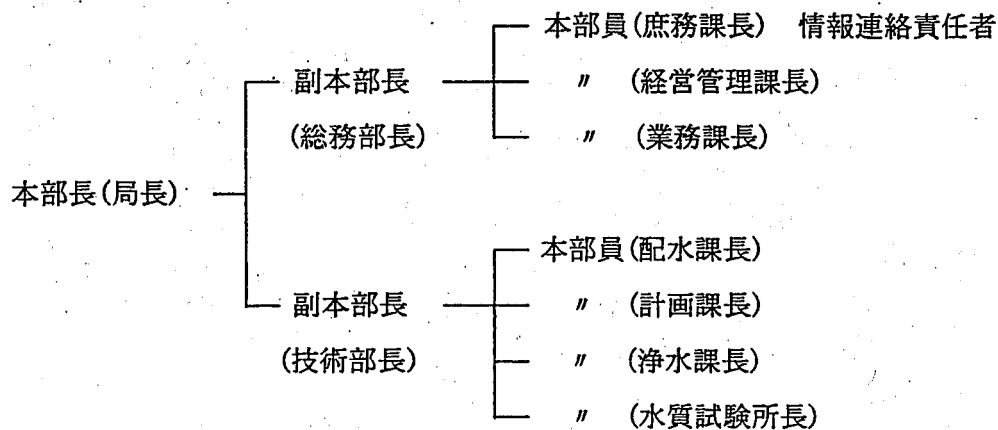 本部員(庶務課長) 情報連絡責任者
副本部長 〃 (経営管理課長)
(総務部長) 〃 (業務課長)
本部長(局長)
本部員(配水課長)
副本部長 〃 (計画課長)
(技術部長) 〃 (浄水課長)
〃 (水質試験所長)